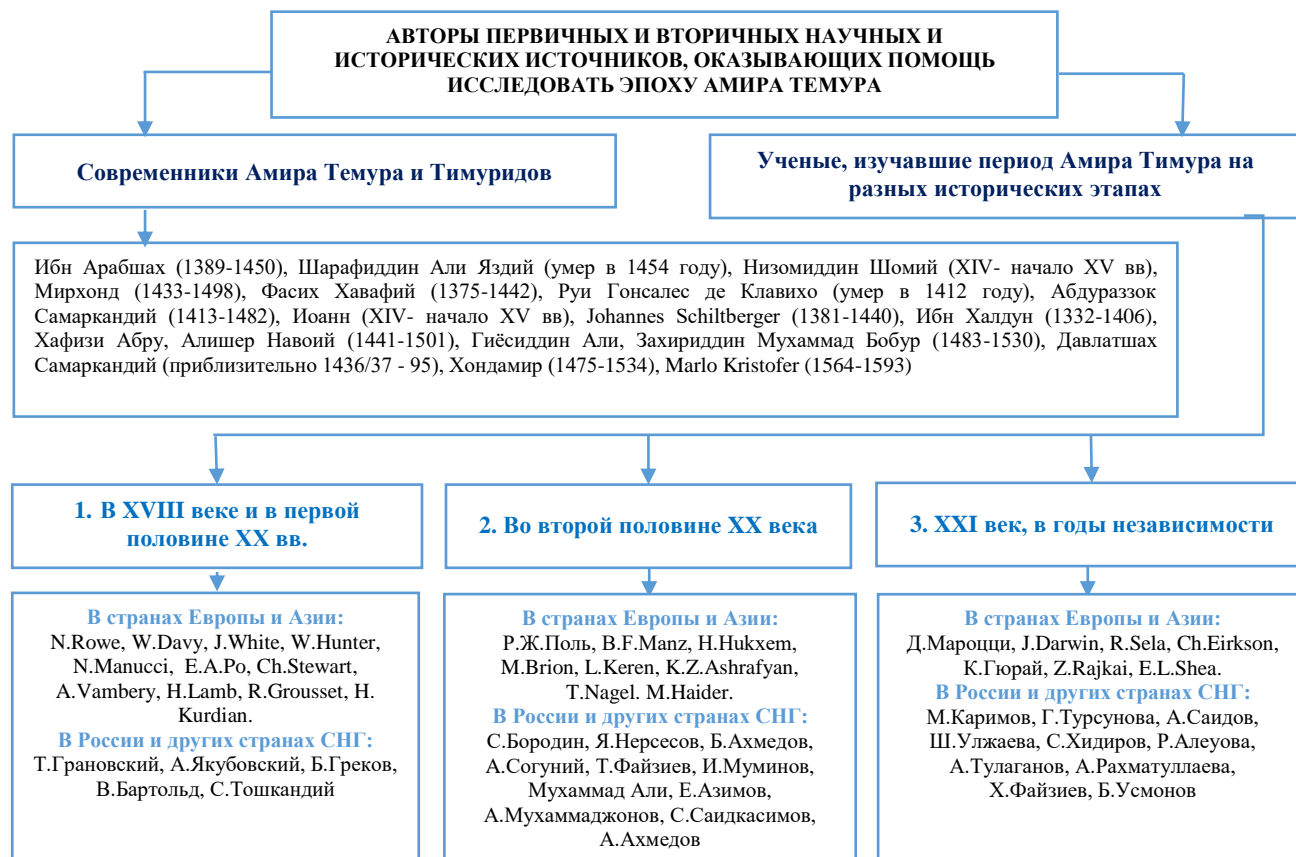 АВТОРЫ ПЕРВИЧНЫХ И ВТОРИЧНЫХ НАУЧНЫХ И
ИСТОРИЧЕСКИХ ИСТОЧНИКОВ, ОКАЗЫВАЮЩИХ ПОМОЩЬ
ИССЛЕДОВАТЬ ЭПОХУ АМИРА ТЕМУРА
Современники Амира Темура и Тимуридов
Ученые, изучавшие период Амира Тимура на
разных исторических этапах
Ибн Арабшах (1389-1450), Шарафиддин Али Яздий (умер в 1454 году), Низомиддин Шомий (XIV- начало XV вв),
Мирхонд (1433-1498), Фасих Хавафий (1375-1442), Руи Гонсалес де Клавихо (умер в 1412 году), Абдураззок
Самаркандий (1413-1482), Иоанн (XIV- начало XV вв), Johannes Schiltberger (1381-1440), Ибн Халдун (1332-1406),
Хафизи Абру, Алишер Навоий (1441-1501), Гиёсиддин Али, Захириддин Мухаммад Бобур (1483-1530), Давлатшах
Самаркандий (приблизительно 1436/37 - 95), Хондамир (1475-1534), Marlo Kristofer (1564-1593)
1. В XVIII веке и в первой
половине XX вв.
В странах Европы и Азии:
N.Rowe, W.Davy, J.White, W.Hunter,
N.Manucci, E.A.Po, Ch.Stewart,
A.Vambery, H.Lamb, R.Grousset, H.
Kurdian.
В России и других странах СНГ:
Т.Грановский, А.Якубовский, Б.Греков,
В.Бартольд, С.Тошкандий
2. Во второй половине XX века
В странах Европы и Азии:
Р.Ж.Поль, B.F.Manz, H.Hukxem,
M.Brion, L.Keren, K.Z.Ashrafyan,
T.Nagel. M.Haider.
В России и других странах СНГ:
С.Бородин, Я.Нерсесов, Б.Ахмедов,
А.Согуний, Т.Файзиев, И.Муминов,
Мухаммад Али, Е.Азимов,
А.Мухаммаджонов, С.Саидкасимов,
А.Ахмедов
3. XXI век, в годы независимости
В странах Европы и Азии:
Д.Мароцци, J.Darwin, R.Sela, Ch.Eirkson,
К.Гюрай, Z.Rajkai, E.L.Shea.
В России и других странах СНГ:
М.Каримов, Г.Турсунова, А.Саидов,
Ш.Улжаева, С.Хидиров, Р.Алеуова,
А.Тулаганов, А.Рахматуллаева,
Х.Файзиев, Б.Усмонов